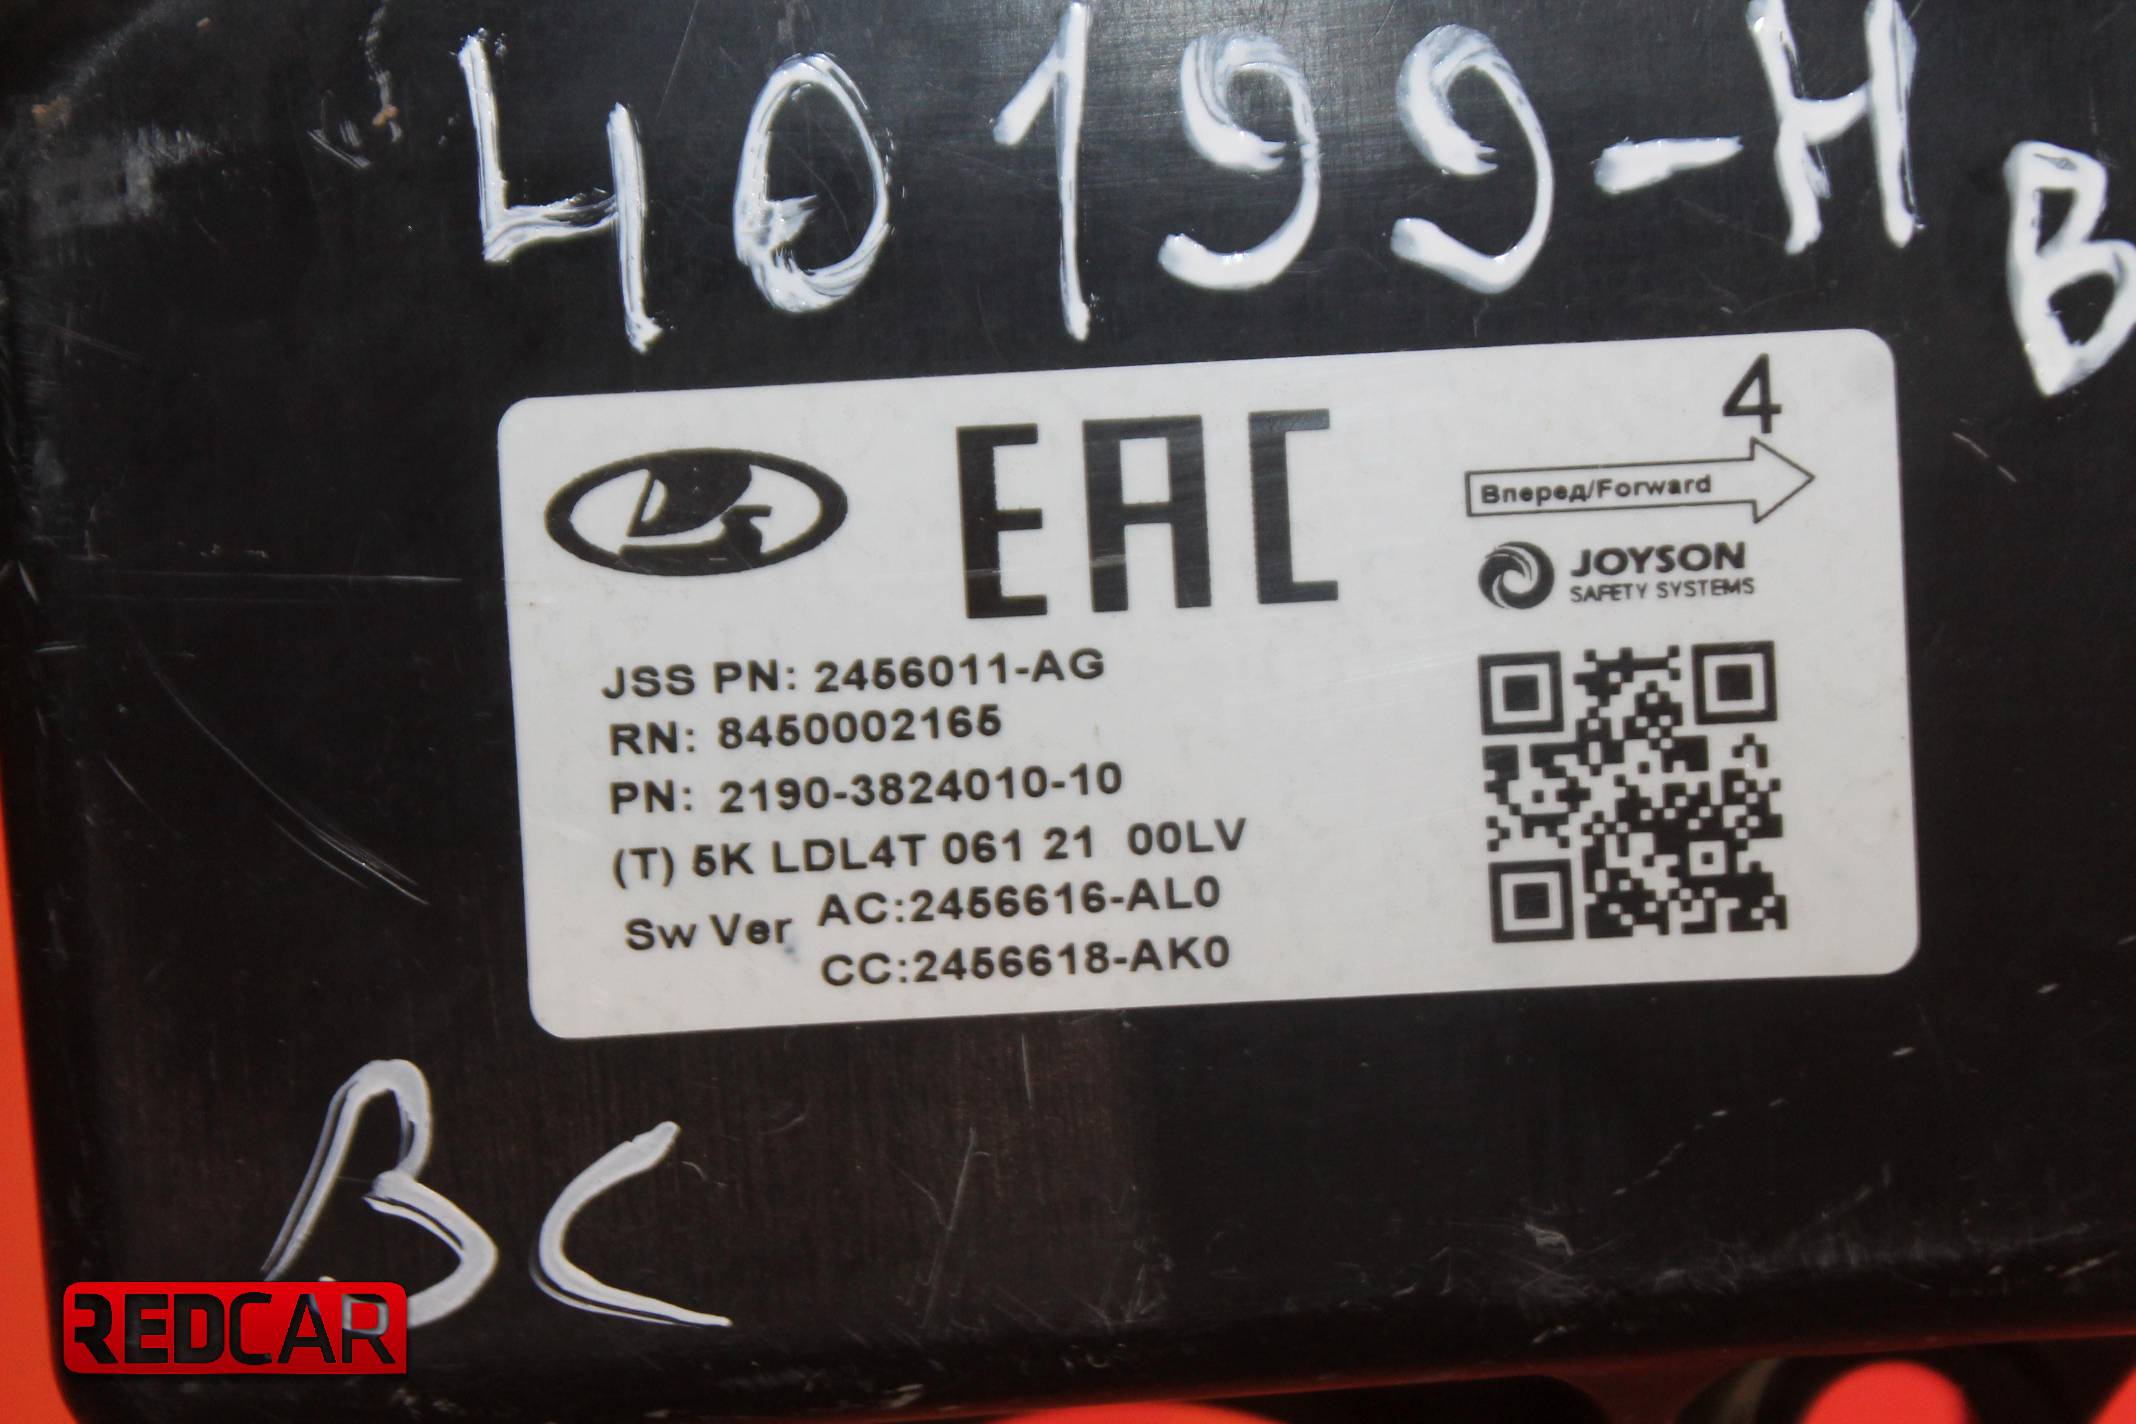 40199-H
B
EAC
4
Вперед/Forward
JOYSON
SAFETY SYSTEMS
JSS PN: 2456011-AG
RN: 8450002165
PN: 2190-3824010-10
(T) 5K LDL4T 061 21 00LV
Sw Ver AC:2456616-AL0
CC:2456618-AK0
BC
REDCAR